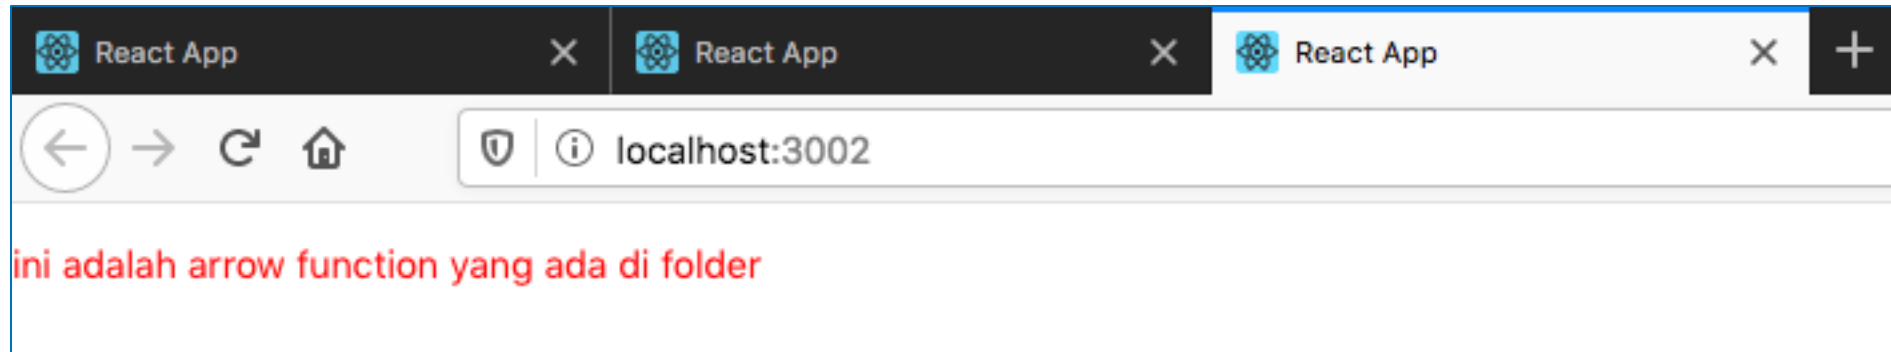 React App
React App
React App
localhost:3002
ini adalah arrow function yang ada di folder